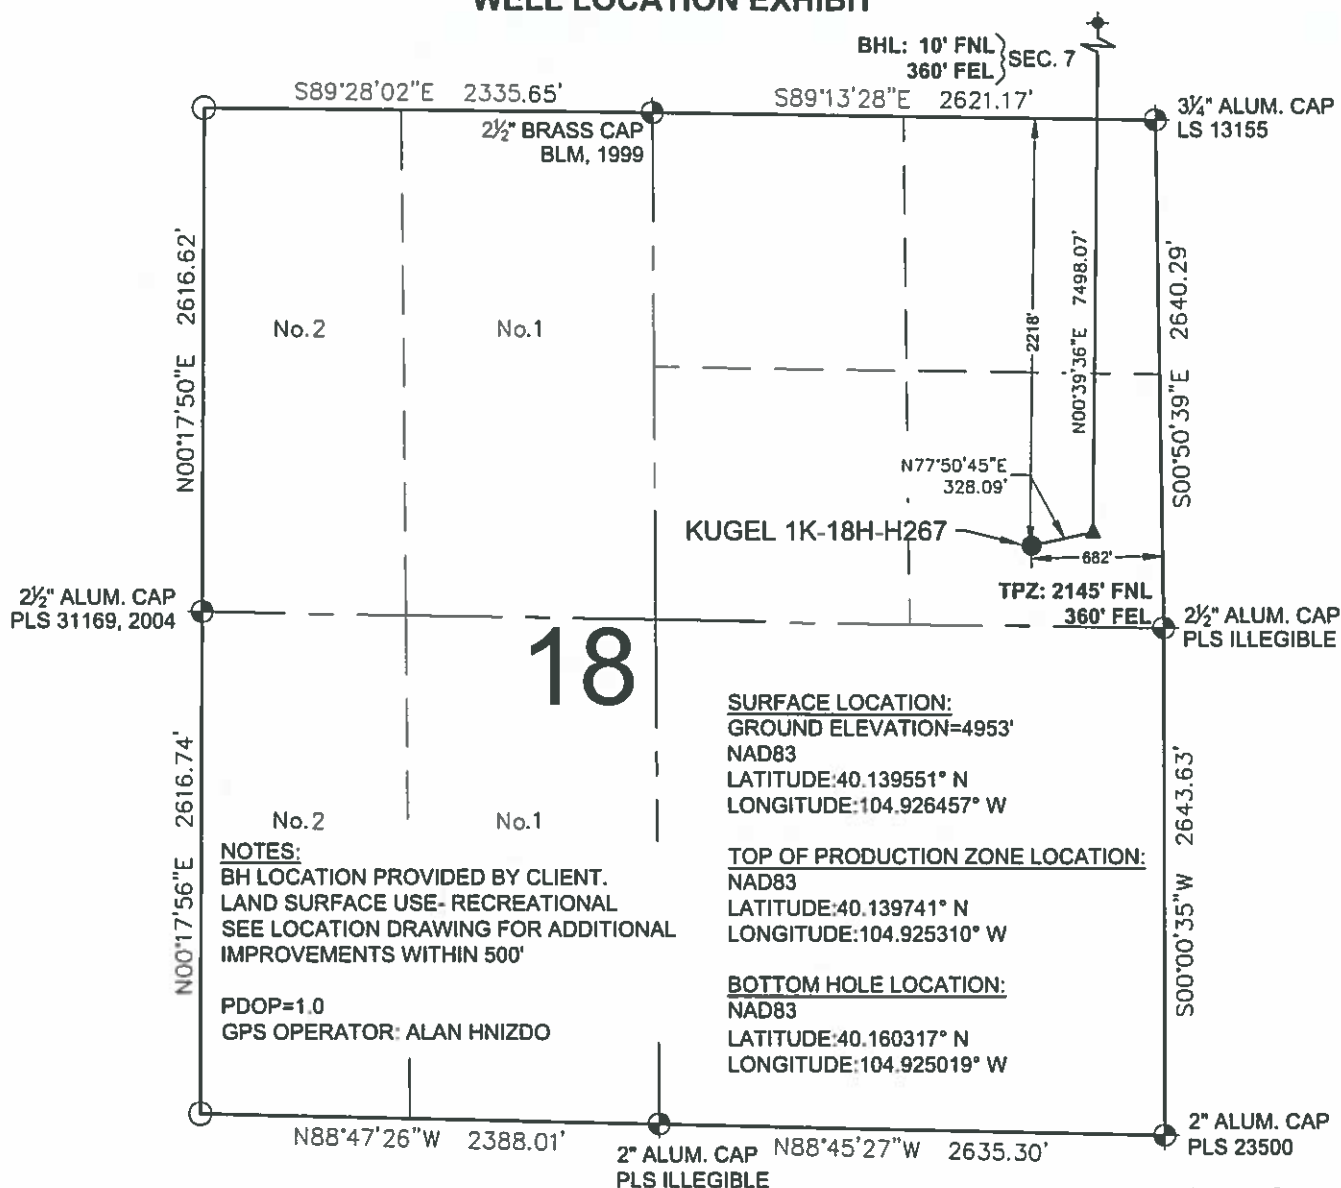 WELL LOCATION EXHIBIT
BHL: 10' FNL
360' FEL
SEC. 7
S89°28'02"E 2335.65'
S89°13'28"E 2621.17'
2½" BRASS CAP
BLM, 1999
3¼" ALUM. CAP
LS 13155
N00°17'50"E 2616.62'
No.2
No.1
2218'
N00°39'36"E 7498.07'
S00°50'39"E 2640.29'
N77°50'45"E
328.09'
KUGEL 1K-18H-H267
682'
TPZ: 2145' FNL
360' FEL
2½" ALUM. CAP
PLS 31169, 2004
2½" ALUM. CAP
PLS ILLEGIBLE
18
SURFACE LOCATION:
GROUND ELEVATION=4953'
NAD83
LATITUDE:40.139551° N
LONGITUDE:104.926457° W
N00°17'56"E 2616.74'
S00°00'35"W 2643.63'
No.2
No.1
NOTES:
BH LOCATION PROVIDED BY CLIENT.
LAND SURFACE USE- RECREATIONAL
SEE LOCATION DRAWING FOR ADDITIONAL
IMPROVEMENTS WITHIN 500'
PDOP=1.0
GPS OPERATOR: ALAN HNIZDO
TOP OF PRODUCTION ZONE LOCATION:
NAD83
LATITUDE:40.139741° N
LONGITUDE:104.925310° W
BOTTOM HOLE LOCATION:
NAD83
LATITUDE:40.160317° N
LONGITUDE:104.925019° W
N88°47'26"W 2388.01'
2" ALUM. CAP
PLS ILLEGIBLE
N88°45'27"W 2635.30'
2" ALUM. CAP
PLS 23500